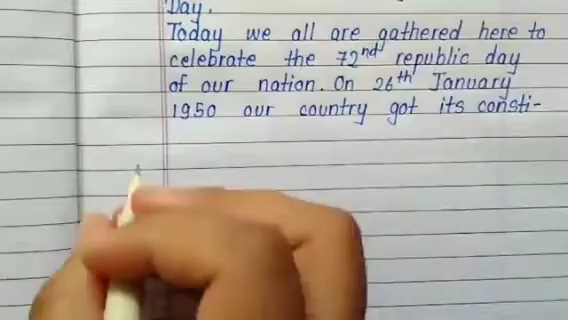 Day.
Today we all are gathered here to
celebrate the 72nd republic day
of our nation. On 26th January
1950 our country got its consti-